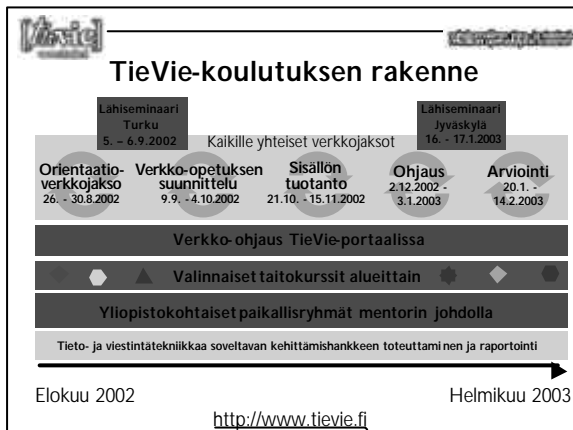 [tievie]
TieVie-koulutuksen rakenne
Lähiseminaari
Turku
5. – 6.9.2002
Kaikille yhteiset verkkojaksot
Lähiseminaari
Jyväskylä
16. - 17.1.2003
Orientaatio-
verkkojakso
26. - 30.8.2002
Verkko-opetuksen
suunnittelu
9.9. - 4.10.2002
Sisällön
tuotanto
21.10. - 15.11.2002
Ohjaus
2.12.2002 -
3.1.2003
Arviointi
20.1. -
14.2.2003
Verkko-ohjaus TieVie-portaalissa
Valinnaiset taitokurssit alueittain
Yliopistokohtaiset paikallisryhmät mentorin johdolla
Tieto- ja viestintätekniikkaa soveltavan kehittämishankkeen toteuttaminen ja raportointi
Elokuu 2002
Helmikuu 2003
http://www.tievie.fi